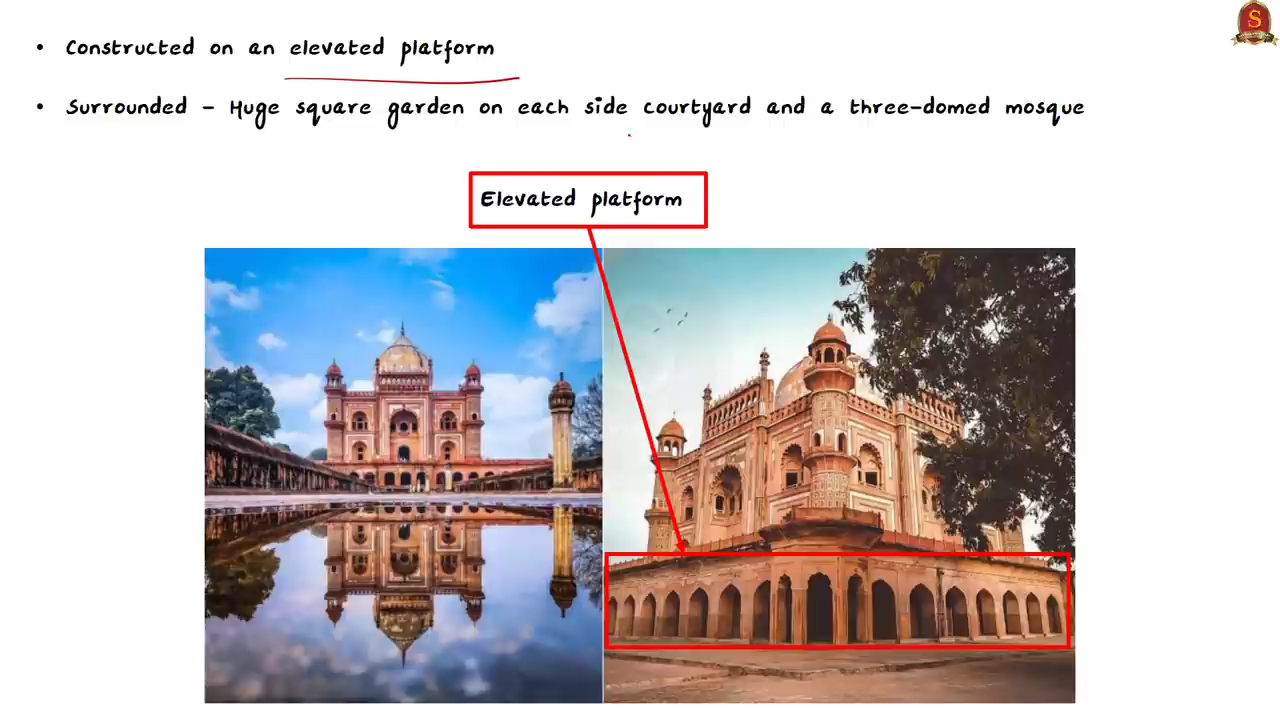 • Constructed on an elevated platform
• Surrounded - Huge square garden on each side courtyard and a three-domed mosque
Elevated platform
S